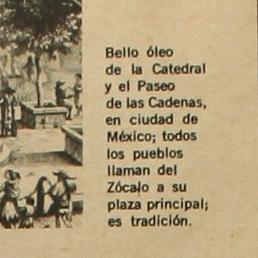 Bello óleo
de la Catedral
y el Paseo
de las Cadenas,
en ciudad de
México; todos
los pueblos
llaman del
Zócalo a su
plaza principal;
es tradición.